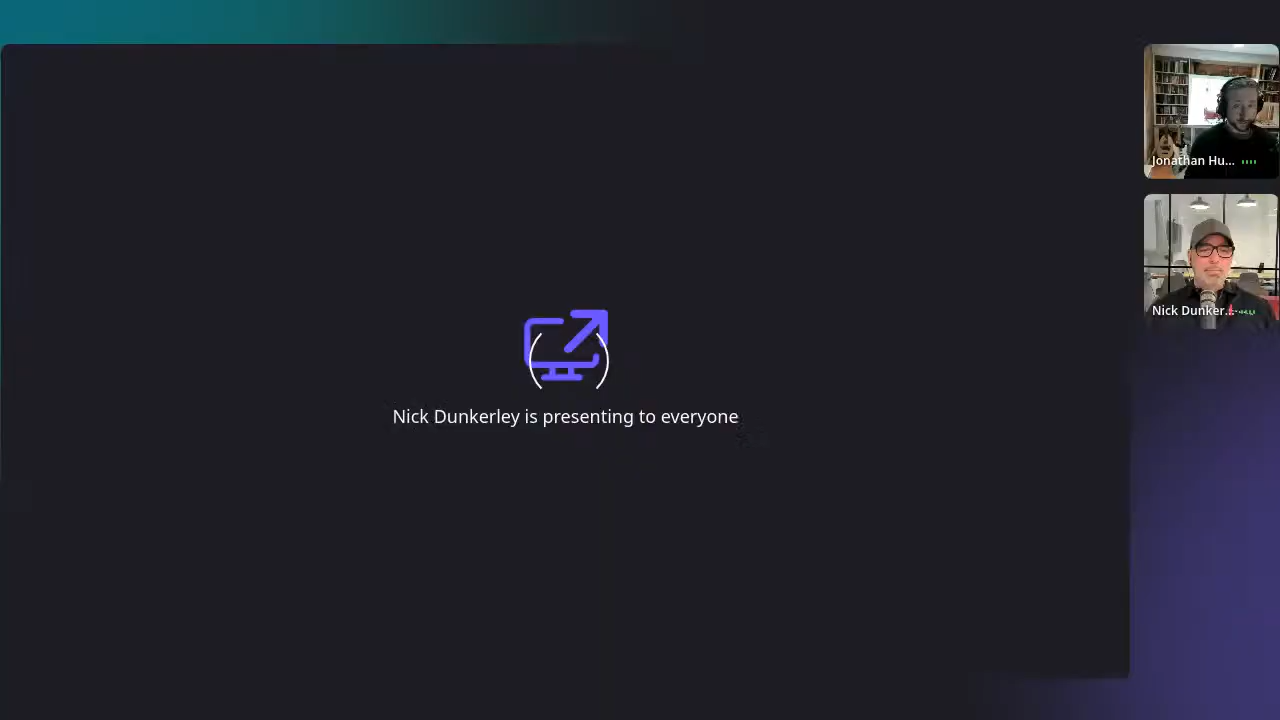 Jonathan Hu...
Nick Dunker...
Nick Dunkerley is presenting to everyone